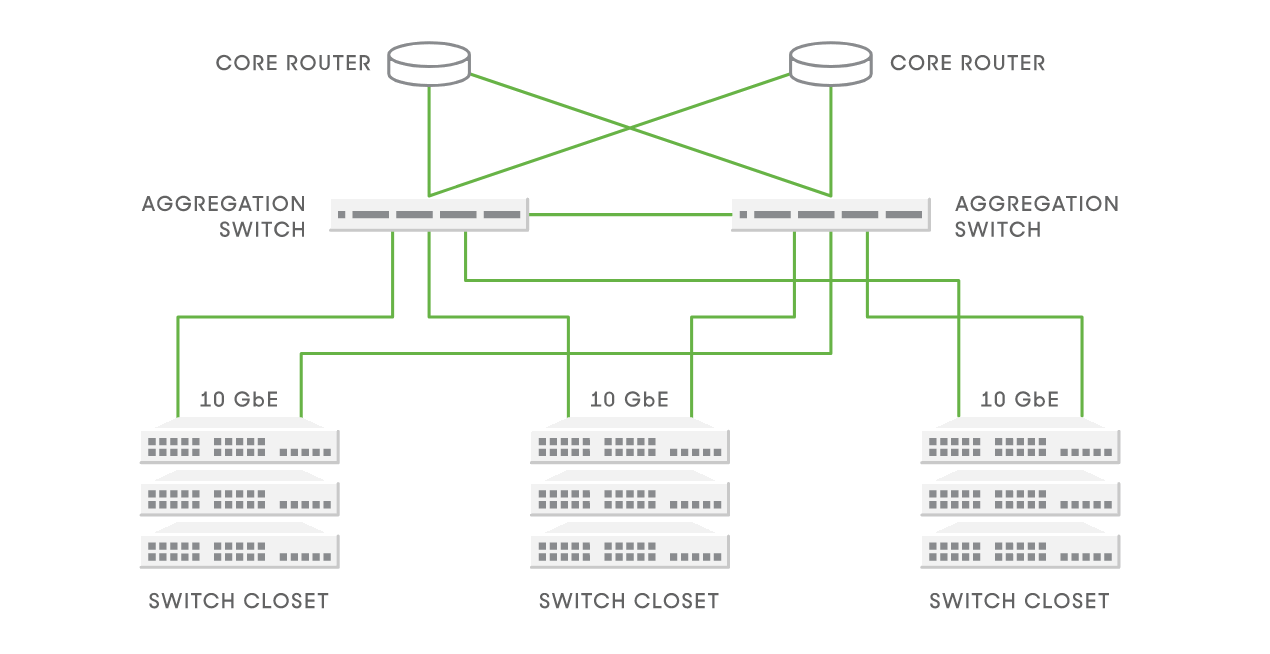 CORE ROUTER
CORE ROUTER
AGGREGATION
SWITCH
AGGREGATION
SWITCH
10 GbE
10 GbE
10 GbE
SWITCH CLOSET
SWITCH CLOSET
SWITCH CLOSET